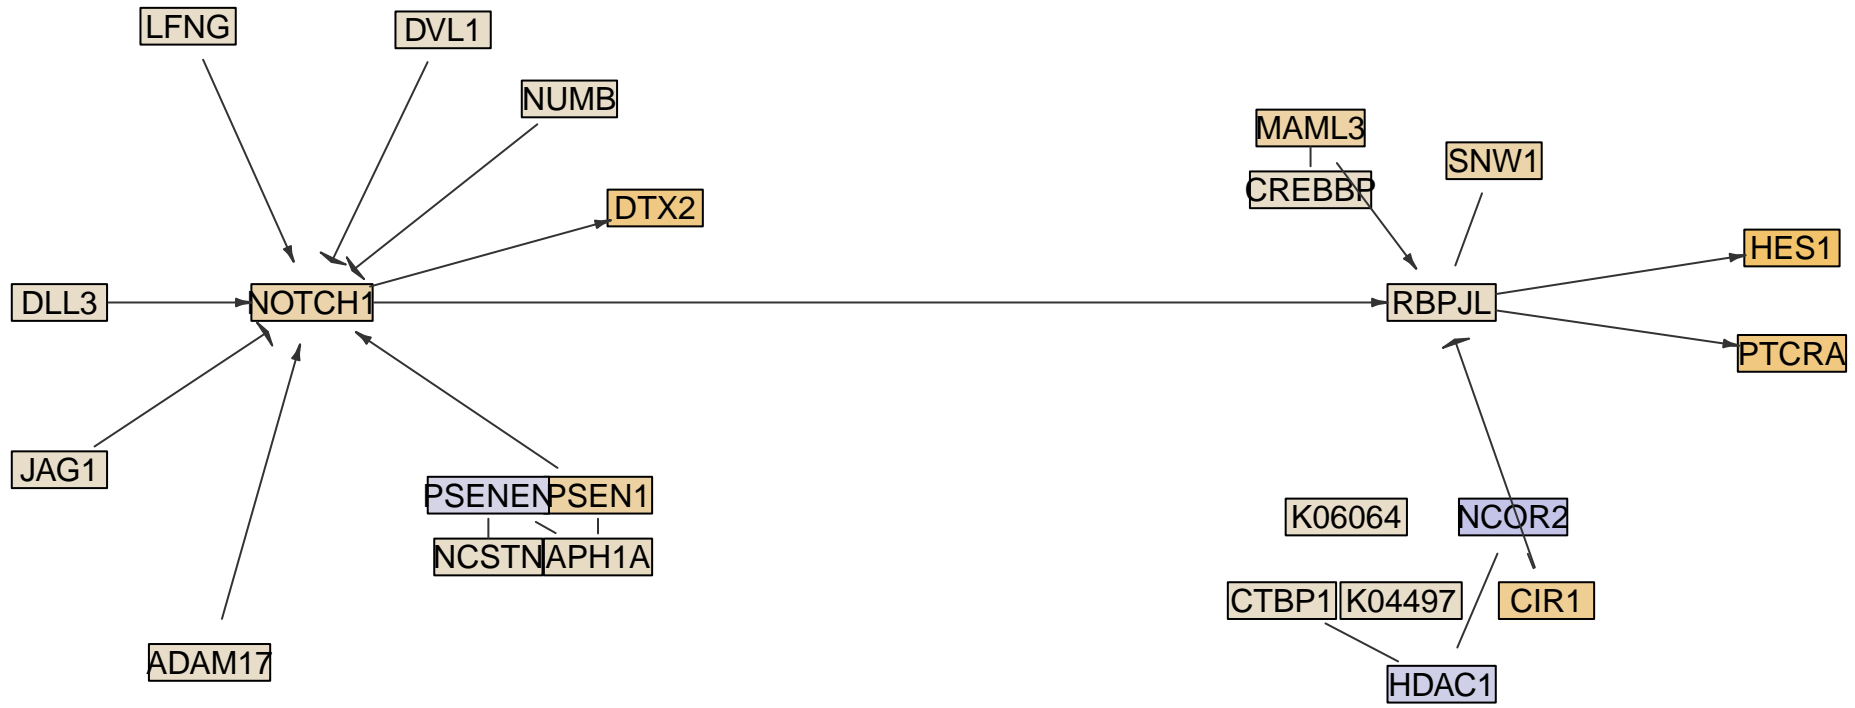 LFNG
DVL1
NUMB
MAML3
SNW1
CREBBP
DTX2
HES1
DLL3
NOTCH1
RBPJL
PTCRA
JAG1
PSENEN
PSEN1
K06064
NCOR2
NCSTN
APH1A
CTBP1
K04497
CIR1
ADAM17
HDAC1